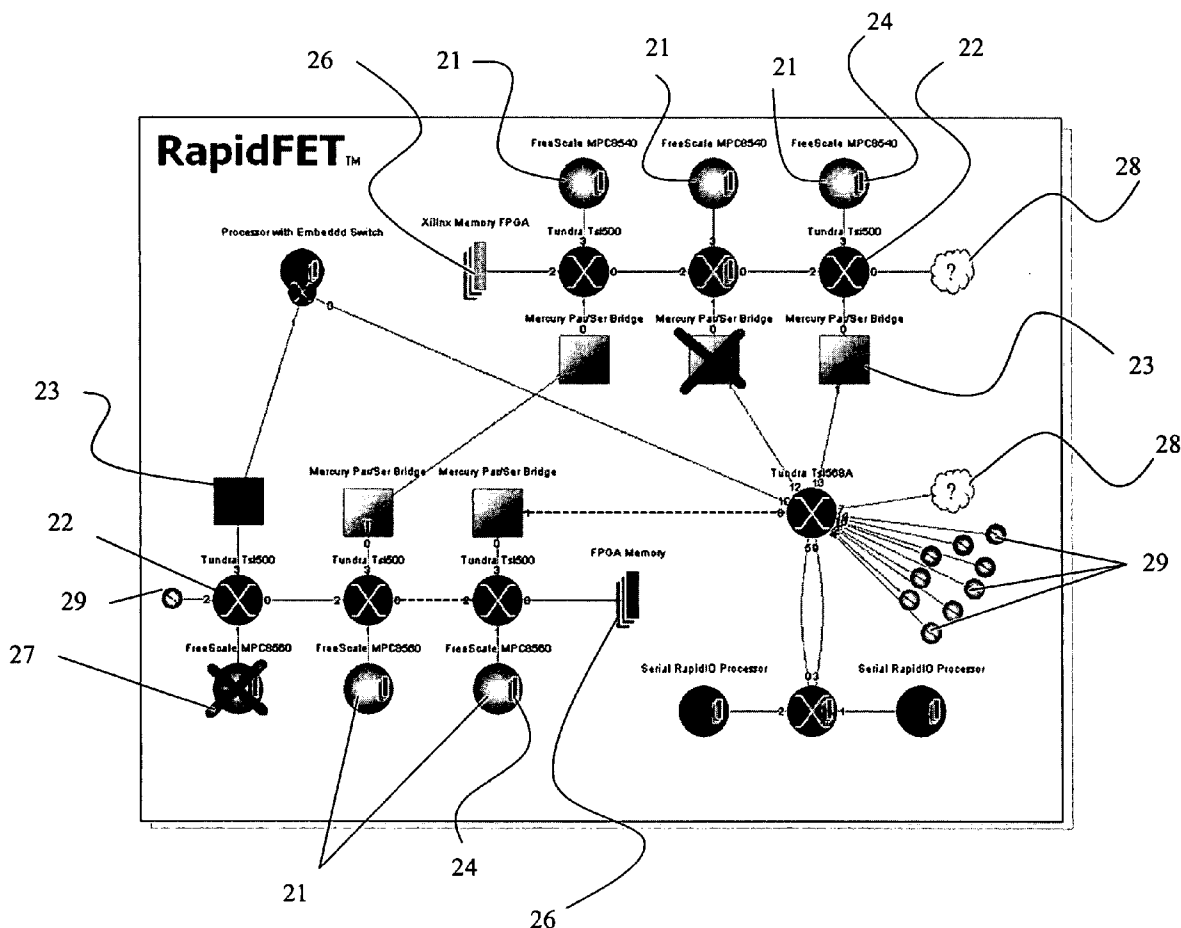 24
21 21 22
26 21
RapidFET™
FreeScale MPC8540 FreeScale MPC8540 FreeScale MPC8540
28
Xilinx Memory FPGA
Processor with Embeddd Switch
Tundra Tsi500 Tundra Tsi500
3 3 3
2 0 2 0 2 0 ?
0
1 1 1 1
Mercury Par/Ser Bridge Mercury Par/Ser Bridge Mercury Par/Ser Bridge
0 0 0
23
23
1 1
28
Mercury Par/Ser Bridge Mercury Par/Ser Bridge
Tundra Tsi568A
12 13
?
1
22
0 0
Tundra Tsi500 Tundra Tsi500 Tundra Tsi500
FPGA Memory
3 3 3
29
29
2 0 2 0 2 0
FreeScale MPC8560 FreeScale MPC8560 FreeScale MPC8560
27
Serial RapidIO Processor Serial RapidIO Processor
0 3
2 1
21
24
26